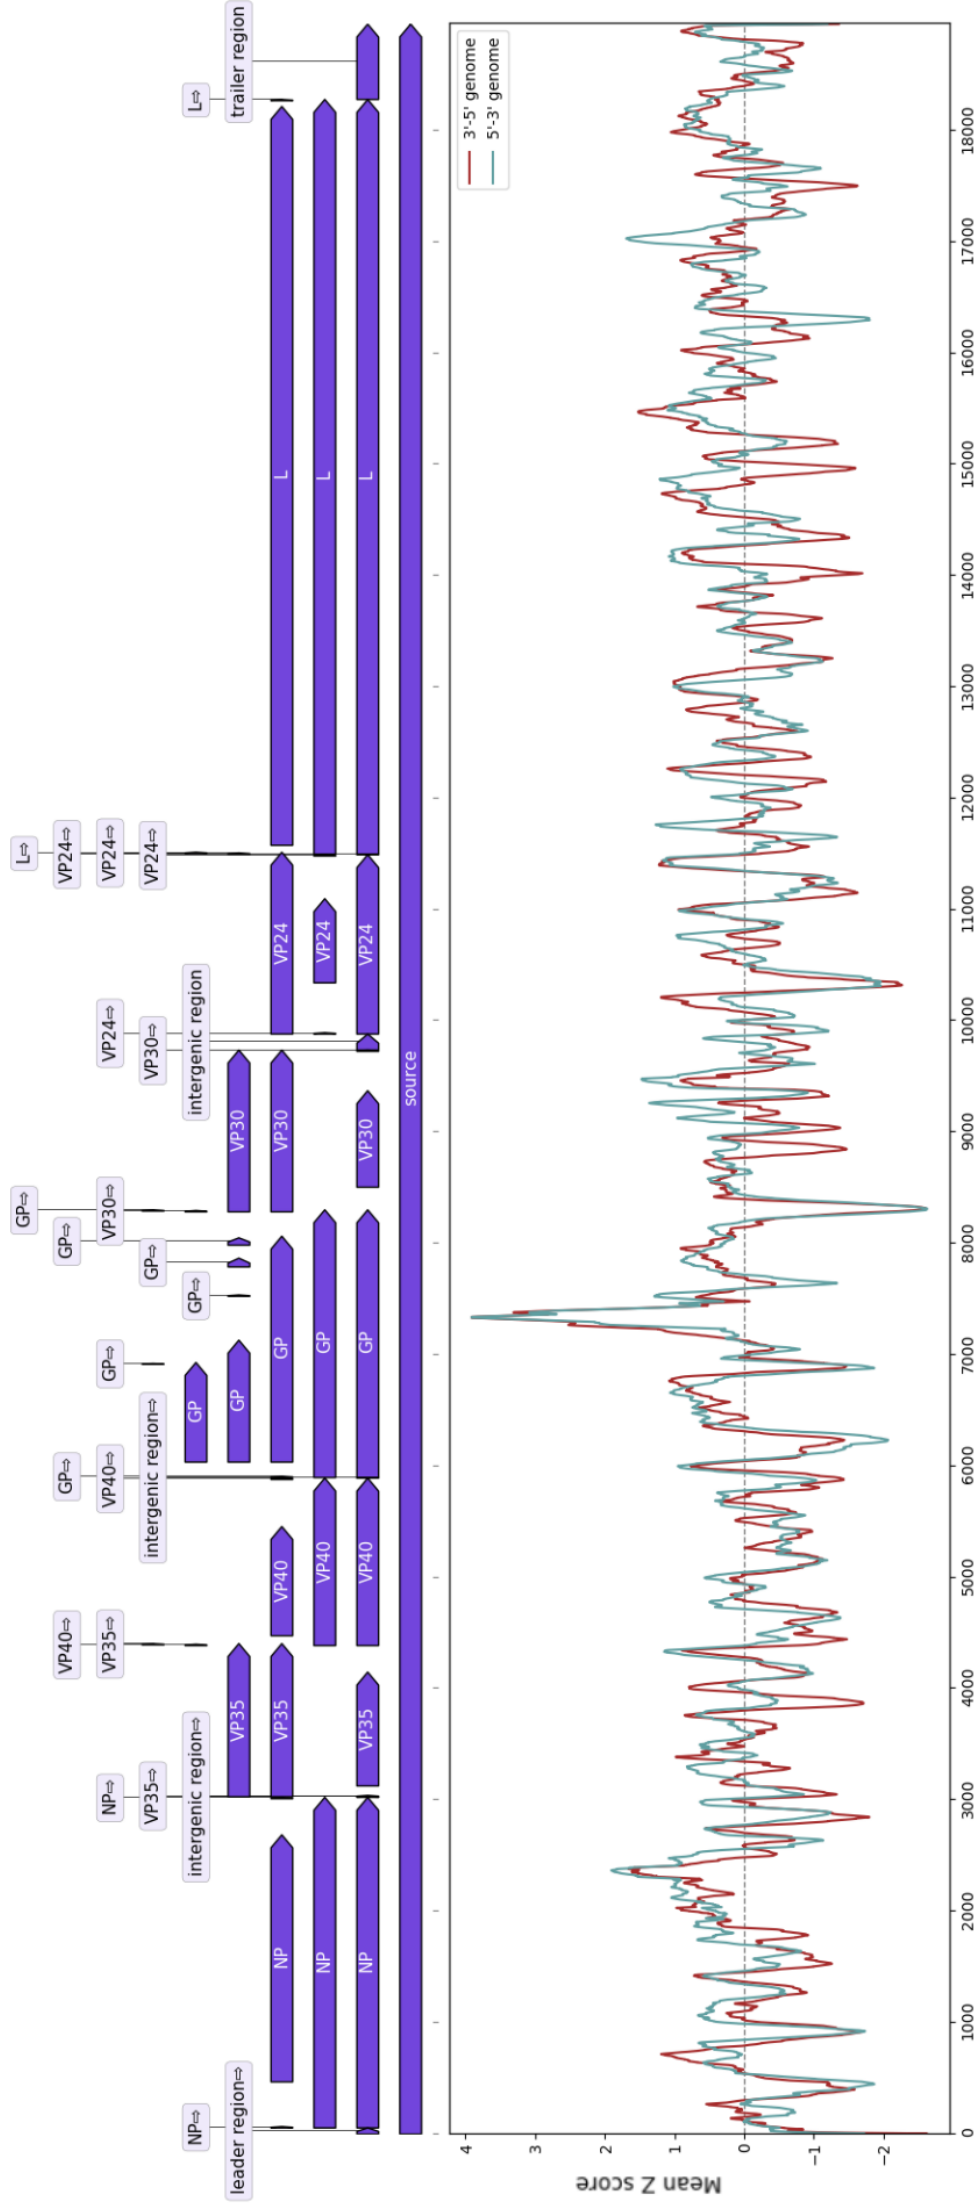 GP⇨ L⇨
VP40⇨ GP⇨ GP⇨ VP24⇨
NP⇨ VP35⇨ VP40⇨ GP⇨ VP30⇨ VP24⇨ VP24⇨
VP35⇨ intergenic region⇨ GP⇨ VP30⇨ VP24⇨
NP⇨ intergenic region⇨ GP GP⇨ intergenic region L⇨
leader region⇨ VP35 GP VP30 trailer region
NP VP35 VP40 GP VP30 VP24 L
NP VP40 GP VP24 L
NP VP35 VP40 GP VP30 VP24 L
source
3'-5' genome
5'-3' genome
4
3
2
1
0
−1
−2
Mean Z score
0 1000 2000 3000 4000 5000 6000 7000 8000 9000 10000 11000 12000 13000 14000 15000 16000 17000 18000